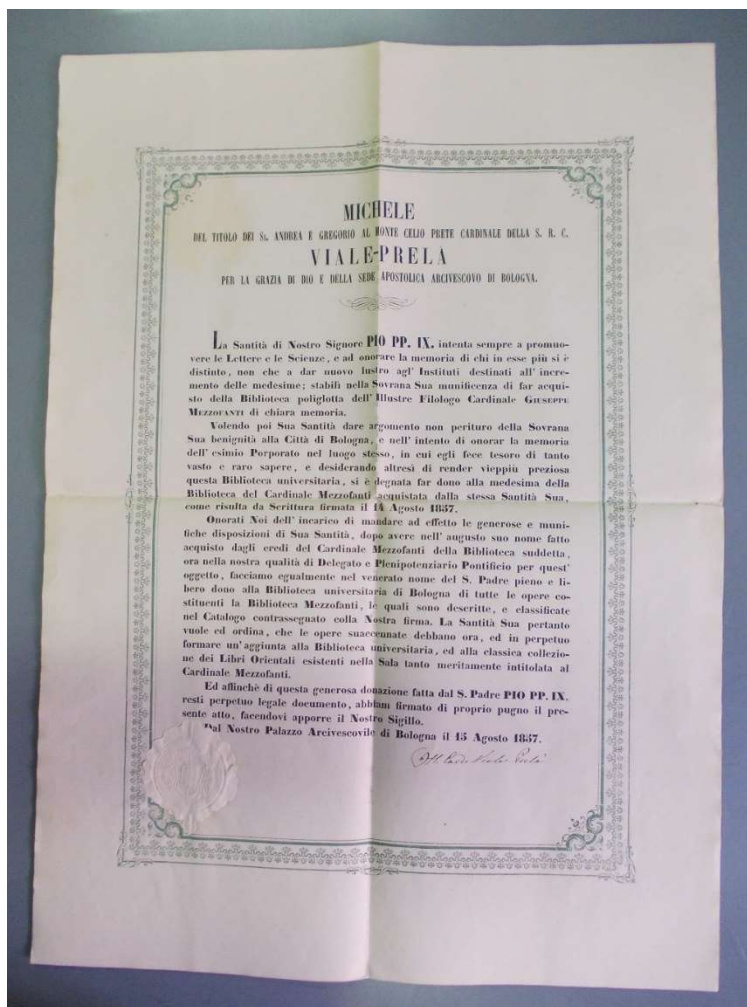 MICHELE
DEL TITOLO DEI Ss. ANDREA E GREGORIO AL MONTE CELIO PRETE CARDINALE DELLA S. R. C.
VIALE-PRELÀ
PER LA GRAZIA DI DIO E DELLA SEDE APOSTOLICA ARCIVESCOVO DI BOLOGNA.
La Santità di Nostro Signore PIO PP. IX. intenta sempre a promuo-
vere le Lettere e le Scienze, e ad onorare la memoria di chi in esse più si è
distinto, non che a dar nuovo lustro agl' Instituti destinati all' incre-
mento delle medesime; stabilì nella Sovrana Sua munificenza di far acqui-
sto della Biblioteca poliglotta dell' Illustre Filologo Cardinale GIUSEPPE
MEZZOFANTI di chiara memoria.
Volendo poi Sua Santità dare argomento non perituro della Sovrana
Sua benignità alla Città di Bologna, e nell' intento di onorar la memoria
dell' esimio Porporato nel luogo stesso, in cui egli fece tesoro di tanto
vasto e raro sapere, e desiderando altresì di render vieppiù preziosa
questa Biblioteca universitaria, si è degnata far dono alla medesima della
Biblioteca del Cardinale Mezzofanti acquistata dalla stessa Santità Sua,
come risulta da Scrittura firmata il 14 Agosto 1857.
Onorati Noi dell' incarico di mandare ad effetto le generose e muni-
fiche disposizioni di Sua Santità, dopo avere nell' augusto suo nome fatto
acquisto dagli eredi del Cardinale Mezzofanti della Biblioteca suddetta,
ora nella nostra qualità di Delegato e Plenipotenziario Pontificio per quest'
oggetto, facciamo egualmente nel venerato nome del S. Padre pieno e li-
bero dono alla Biblioteca universitaria di Bologna di tutte le opere co-
stituenti la Biblioteca Mezzofanti, le quali sono descritte, e classificate
nel Catalogo contrassegnato colla Nostra firma. La Santità Sua pertanto
vuole ed ordina, che le opere suaccennate debbano ora, ed in perpetuo
formare un' aggiunta alla Biblioteca universitaria, ed alla classica collezio-
ne dei Libri Orientali esistenti nella Sala tanto meritamente intitolata al
Cardinale Mezzofanti.
Ed affinchè di questa generosa donazione fatta dal S. Padre PIO PP. IX.
resti perpetuo legale documento, abbiam firmato di proprio pugno il pre-
sente atto, facendovi apporre il Nostro Sigillo.
Dal Nostro Palazzo Arcivescovile di Bologna il 15 Agosto 1857.
M Card Viale Prelà